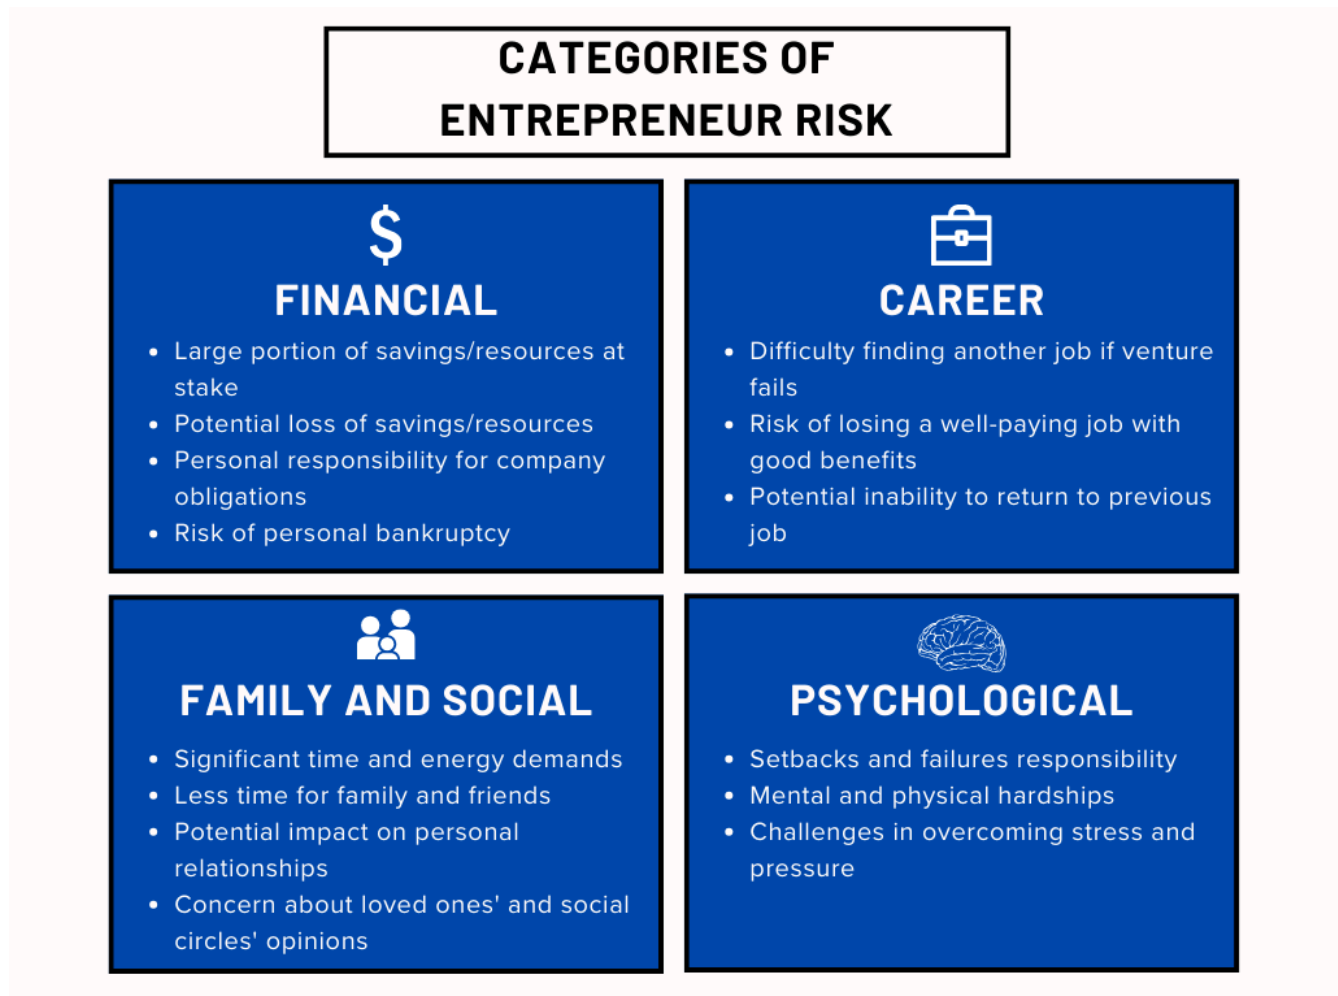 CATEGORIES OF
ENTREPRENEUR RISK
$
FINANCIAL
• Large portion of savings/resources at
stake
• Potential loss of savings/resources
• Personal responsibility for company
obligations
• Risk of personal bankruptcy
CAREER
• Difficulty finding another job if venture
fails
• Risk of losing a well-paying job with
good benefits
• Potential inability to return to previous
job
FAMILY AND SOCIAL
• Significant time and energy demands
• Less time for family and friends
• Potential impact on personal
relationships
• Concern about loved ones' and social
circles' opinions
PSYCHOLOGICAL
• Setbacks and failures responsibility
• Mental and physical hardships
• Challenges in overcoming stress and
pressure